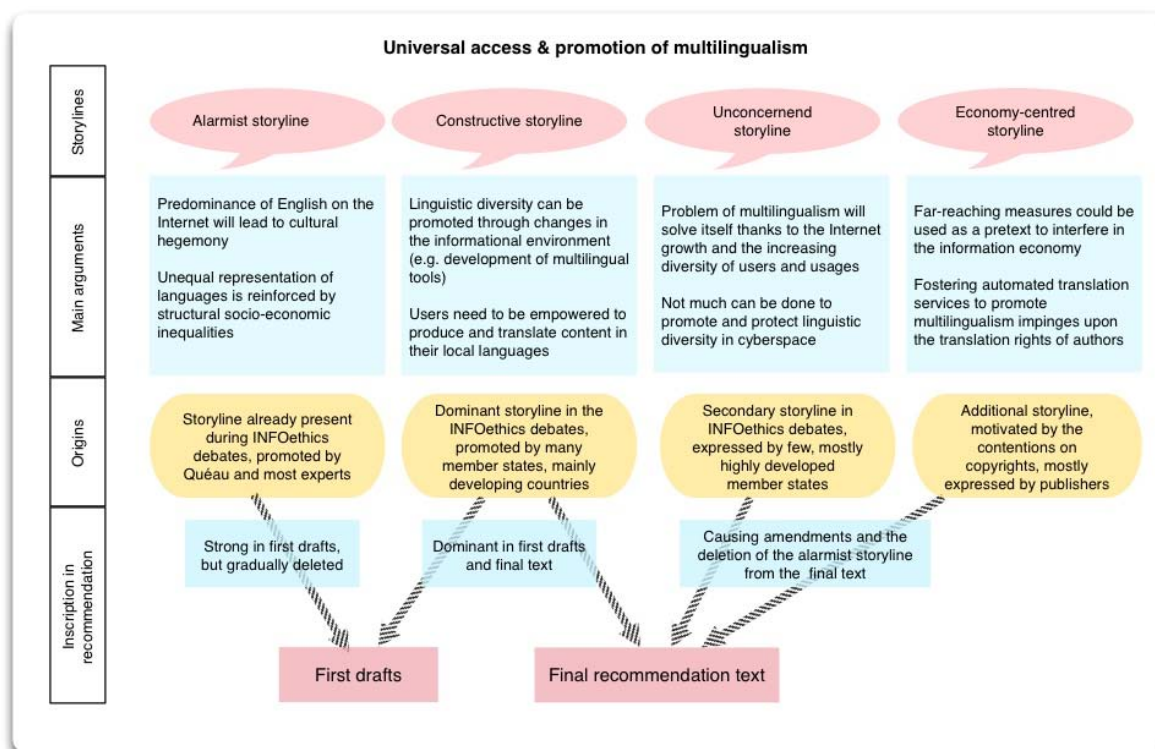 Universal access & promotion of multilingualism
Storylines
Alarmist storyline
Constructive storyline
Unconcernend
storyline
Economy-centred
storyline
Main arguments
Predominance of English on the
Internet will lead to cultural
hegemony
Unequal representation of
languages is reinforced by
structural socio-economic
inequalities
Linguistic diversity can be
promoted through changes in
the informational environment
(e.g. development of multilingual
tools)
Users need to be empowered to
produce and translate content in
their local languages
Problem of multilingualism will
solve itself thanks to the Internet
growth and the increasing
diversity of users and usages
Not much can be done to
promote and protect linguistic
diversity in cyberspace
Far-reaching measures could be
used as a pretext to interfere in
the information economy
Fostering automated translation
services to promote
multilingualism impinges upon
the translation rights of authors
Origins
Storyline already present
during INFOethics
debates, promoted by
Quéau and most experts
Dominant storyline in the
INFOethics debates,
promoted by many
member states, mainly
developing countries
Secondary storyline in
INFOethics debates,
expressed by few, mostly
highly developed
member states
Additional storyline,
motivated by the
contentions on
copyrights, mostly
expressed by publishers
Inscription in
recommendation
Strong in first drafts,
but gradually deleted
Dominant in first drafts
and final text
Causing amendments and the
deletion of the alarmist storyline
from the final text
First drafts
Final recommendation text